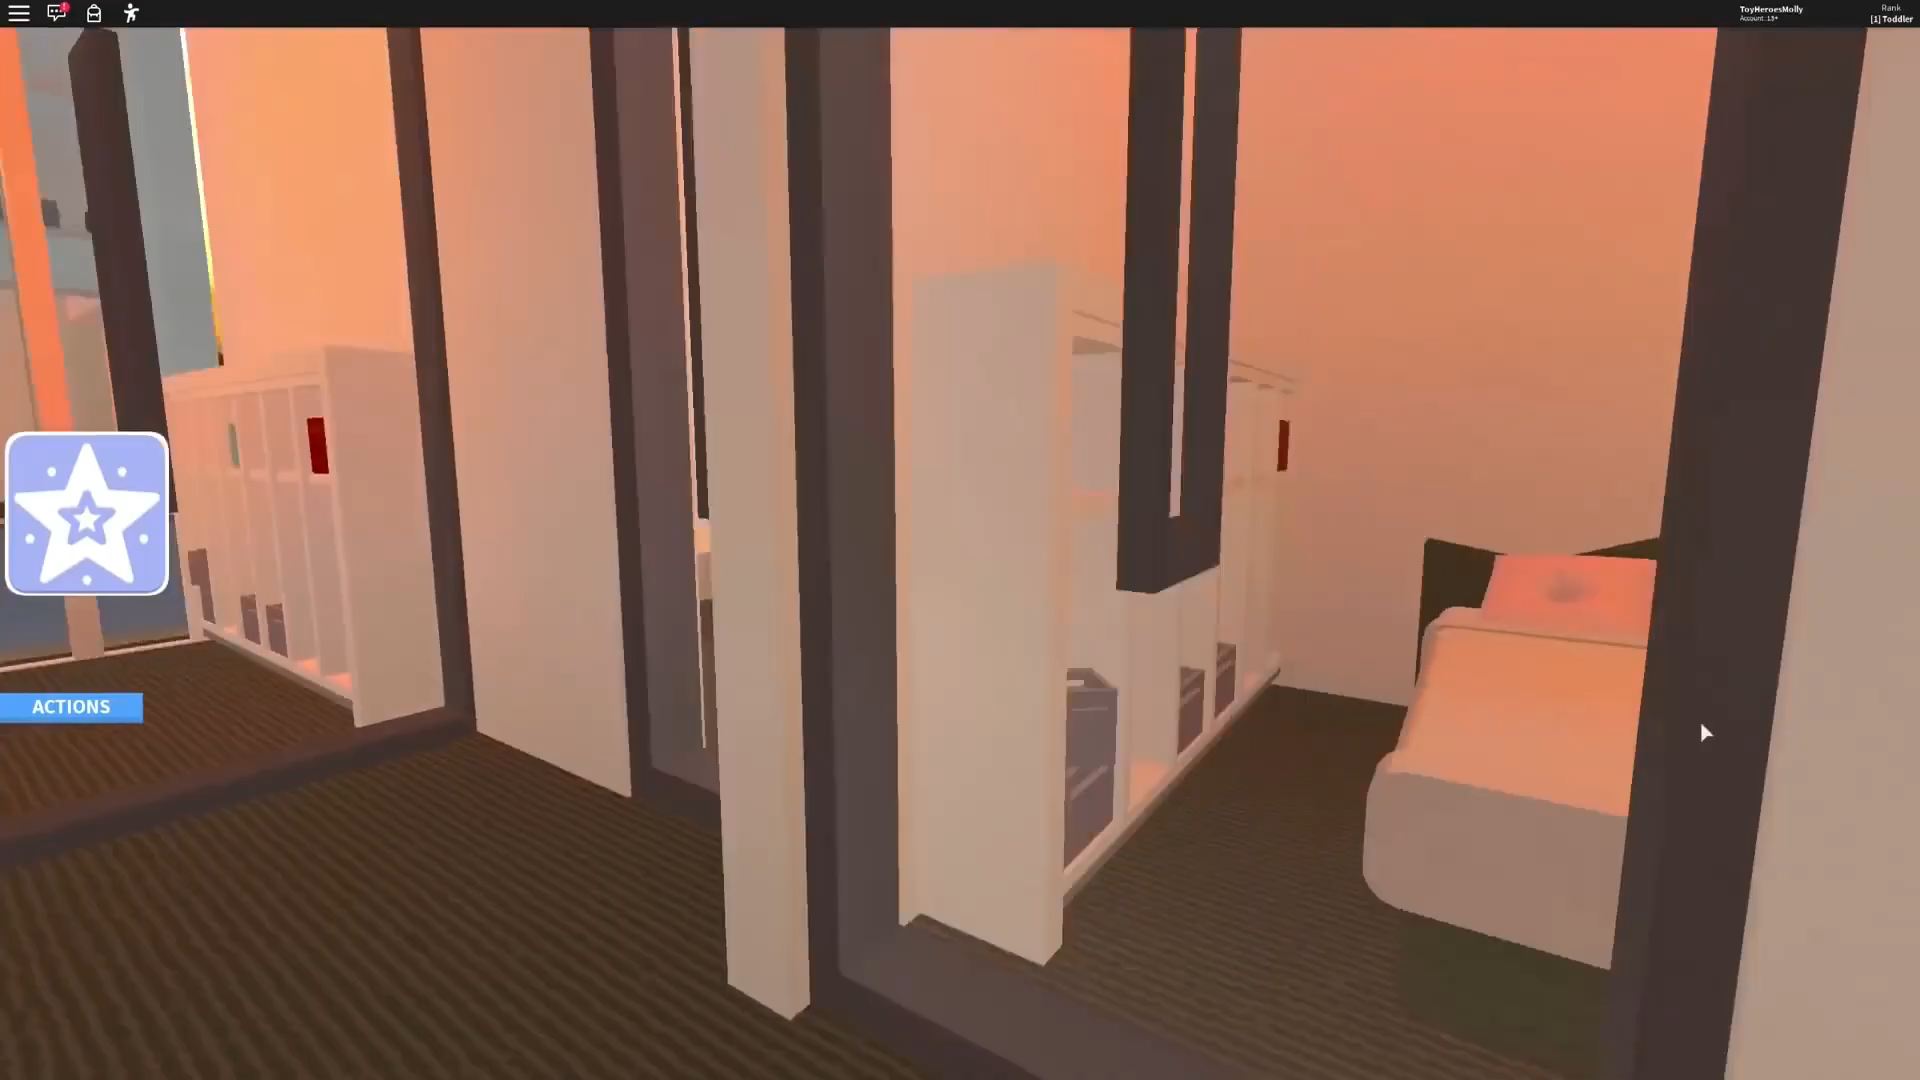 ToyHeroesMolly
Account: 13+
Rank
[1] Toddler
ACTIONS